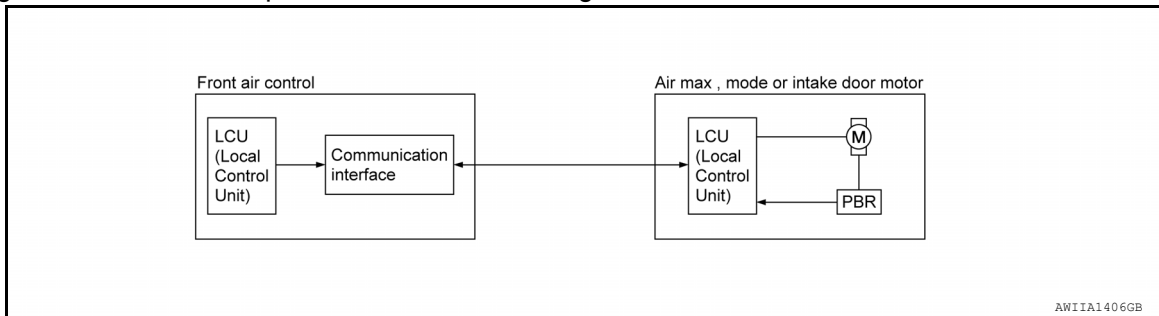 Front air control
Air max , mode or intake door motor
LCU
(Local
Control
Unit)
Communication
interface
LCU
(Local
Control
Unit)
M
PBR
AWIIA1406GB